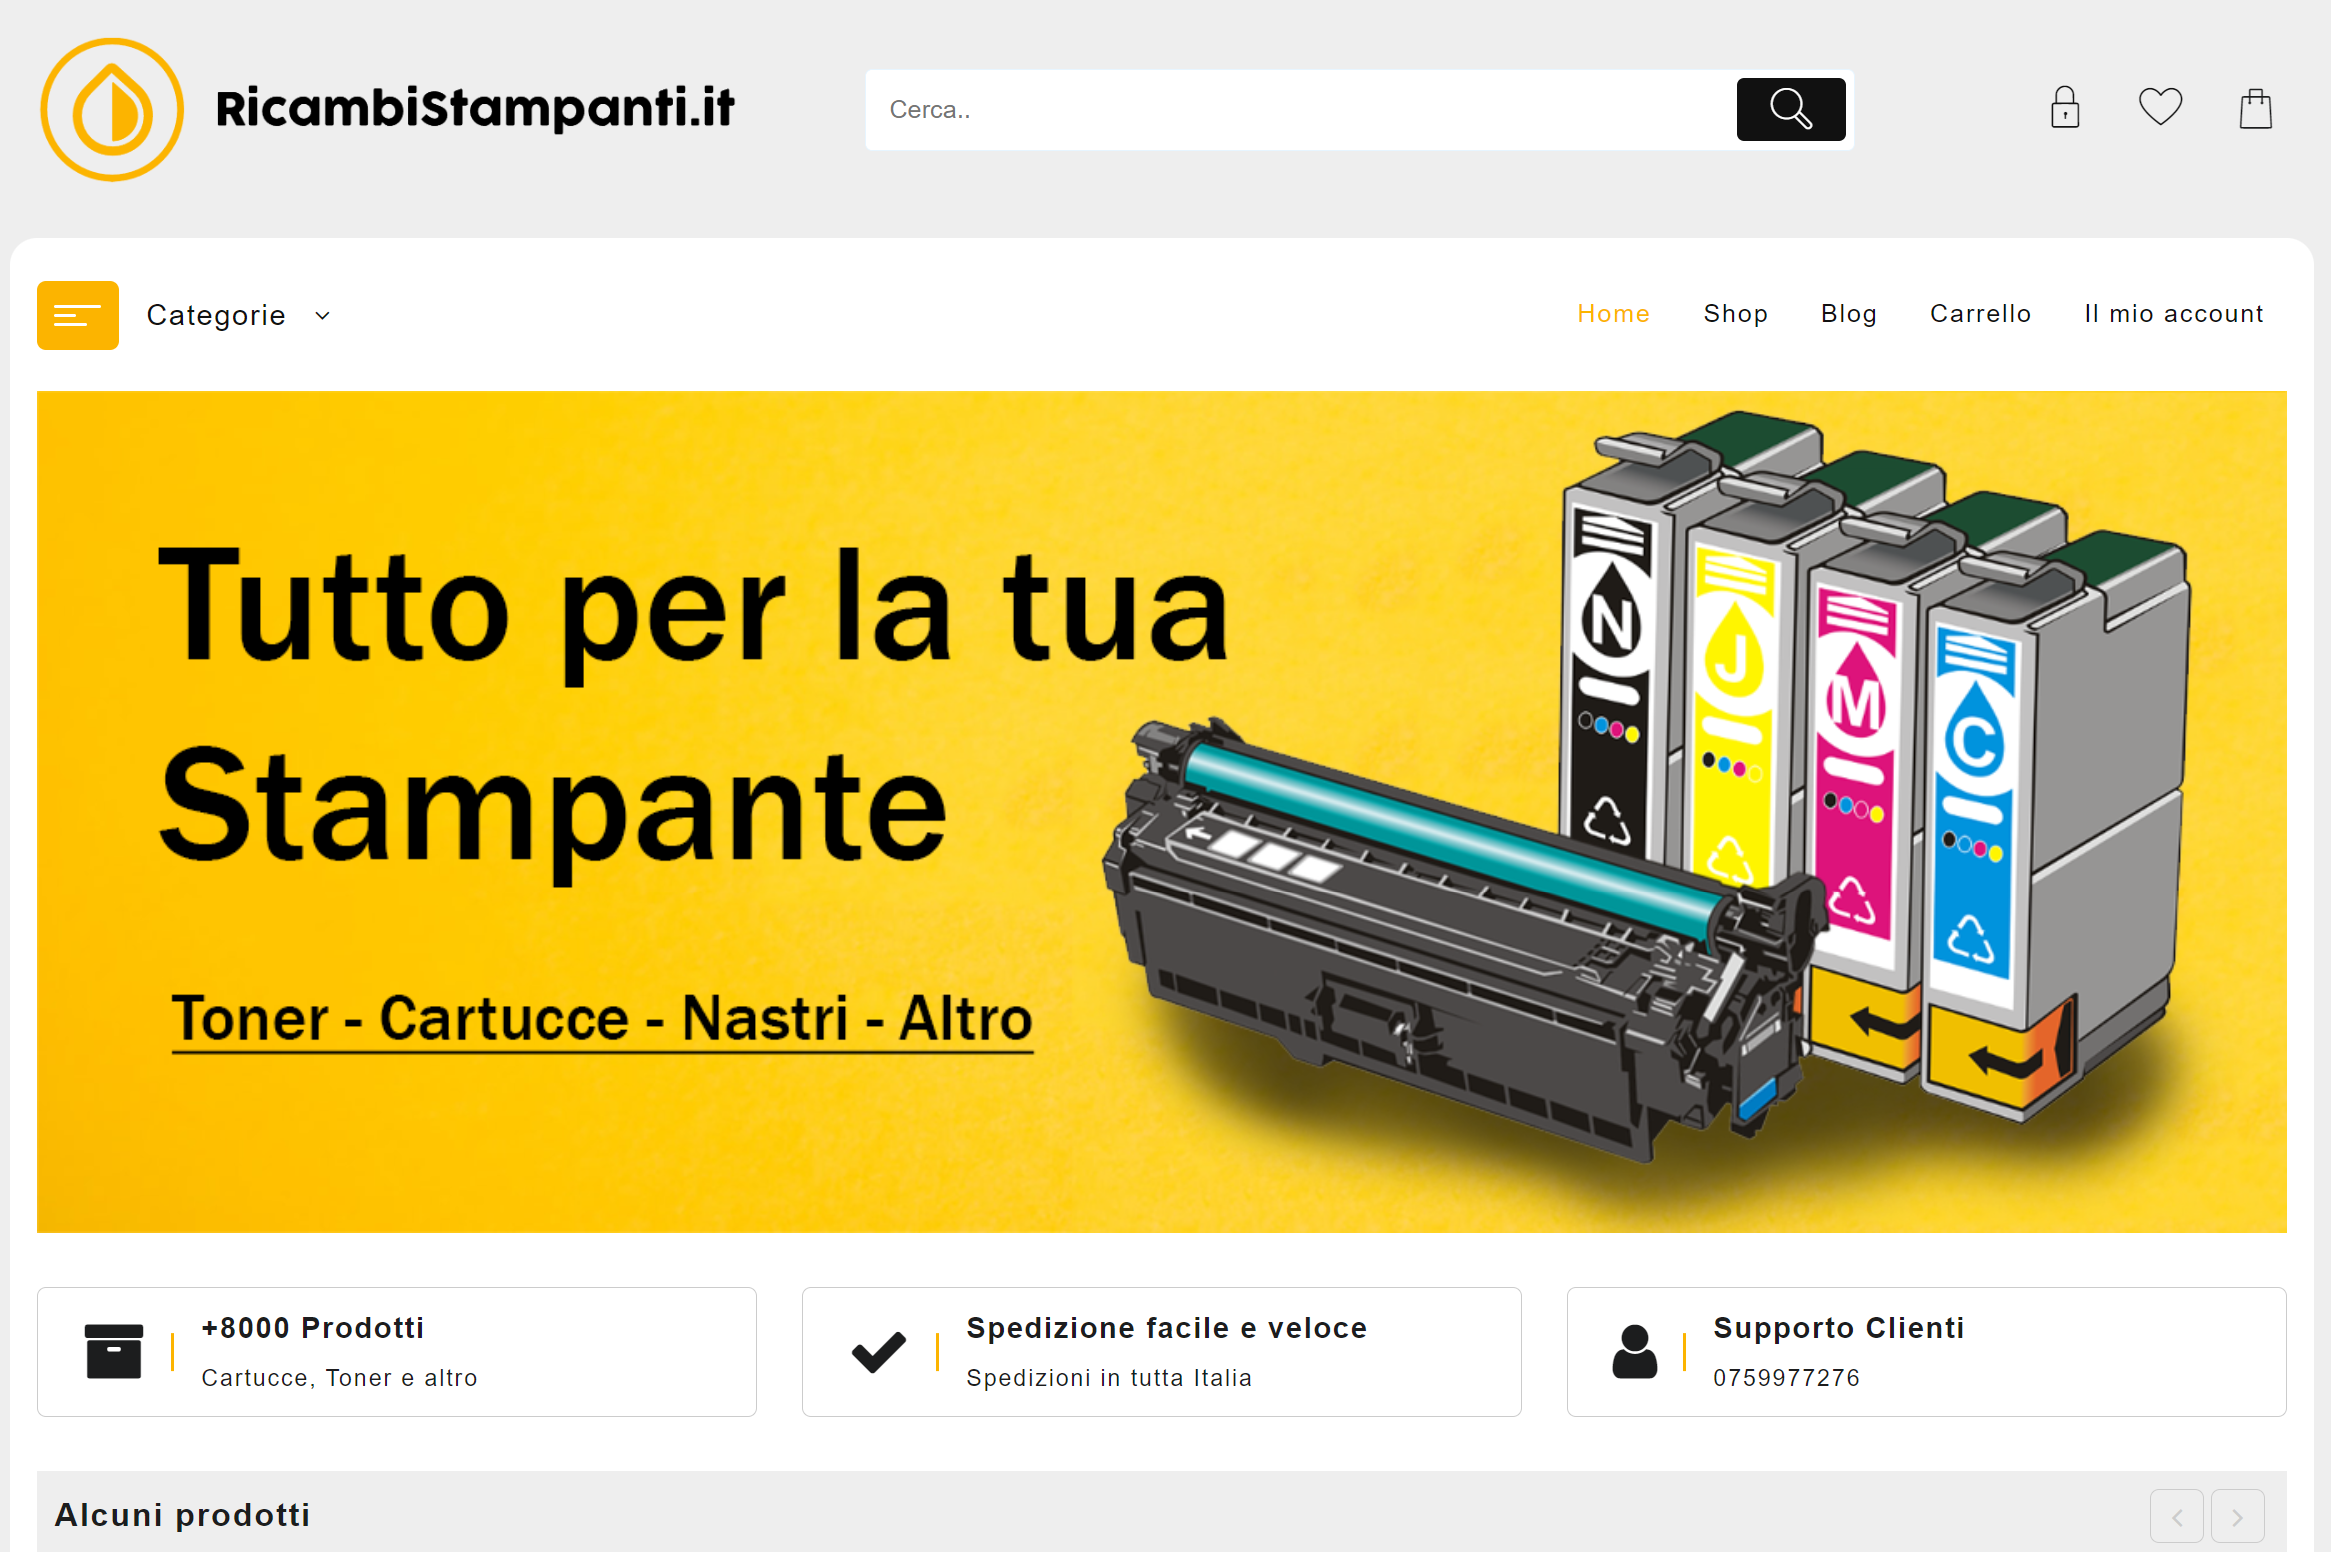 RicambiStampanti.it
Cerca..
Categorie
Home Shop Blog Carrello Il mio account
Tutto per la tua
Stampante
Toner - Cartucce - Nastri - Altro
N
J
M
C
+8000 Prodotti
Cartucce, Toner e altro
Spedizione facile e veloce
Spedizioni in tutta Italia
Supporto Clienti
0759977276
Alcuni prodotti